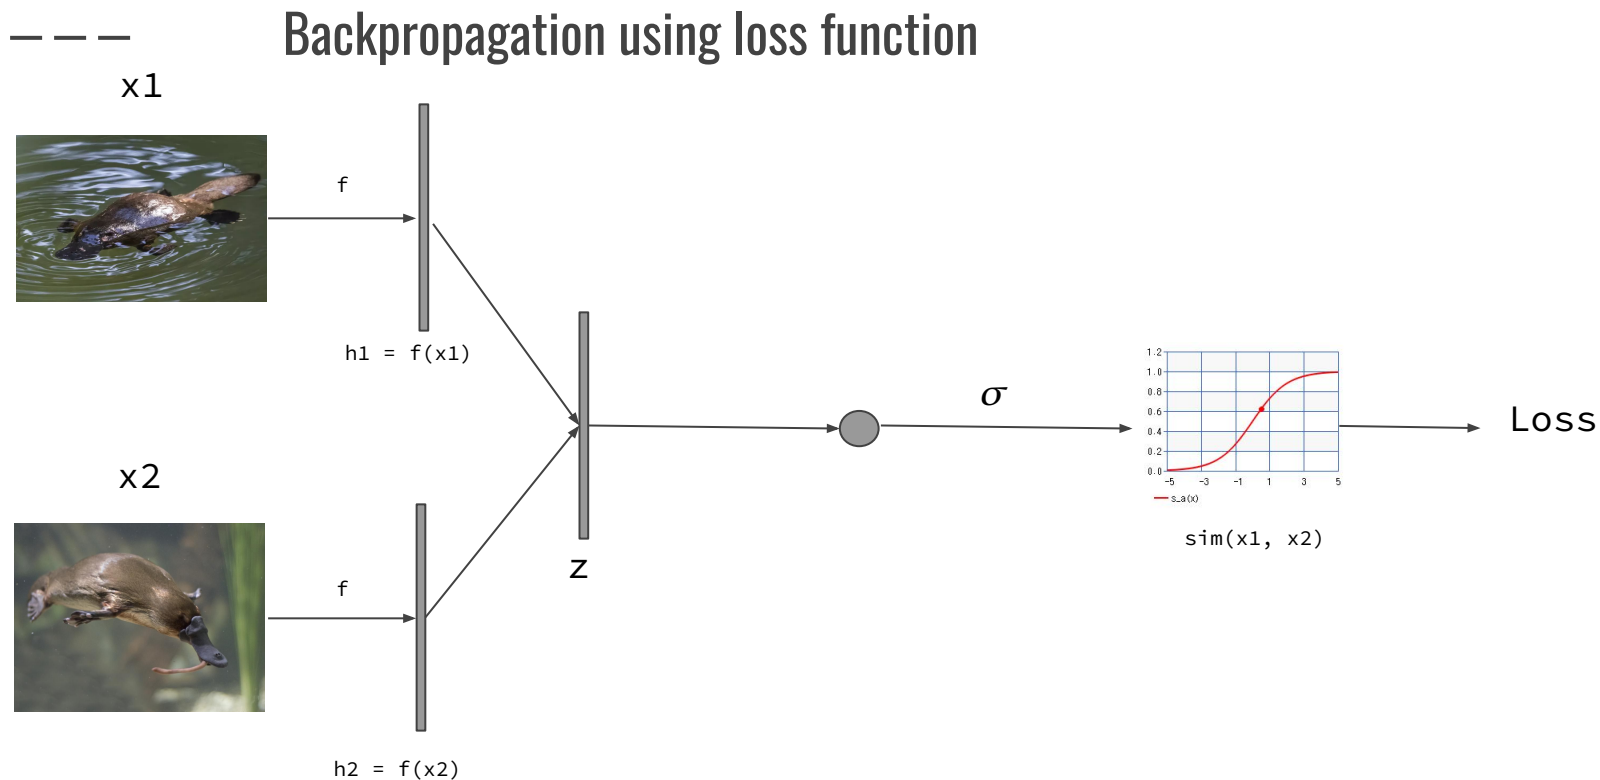 Backpropagation using loss function
x1
f
h1 = f(x1)
x2
f
h2 = f(x2)
z
σ
1.2
1.0
0.8
0.6
0.4
0.2
0.0
-5 -3 -1 1 3 5
s_a(x)
sim(x1, x2)
Loss